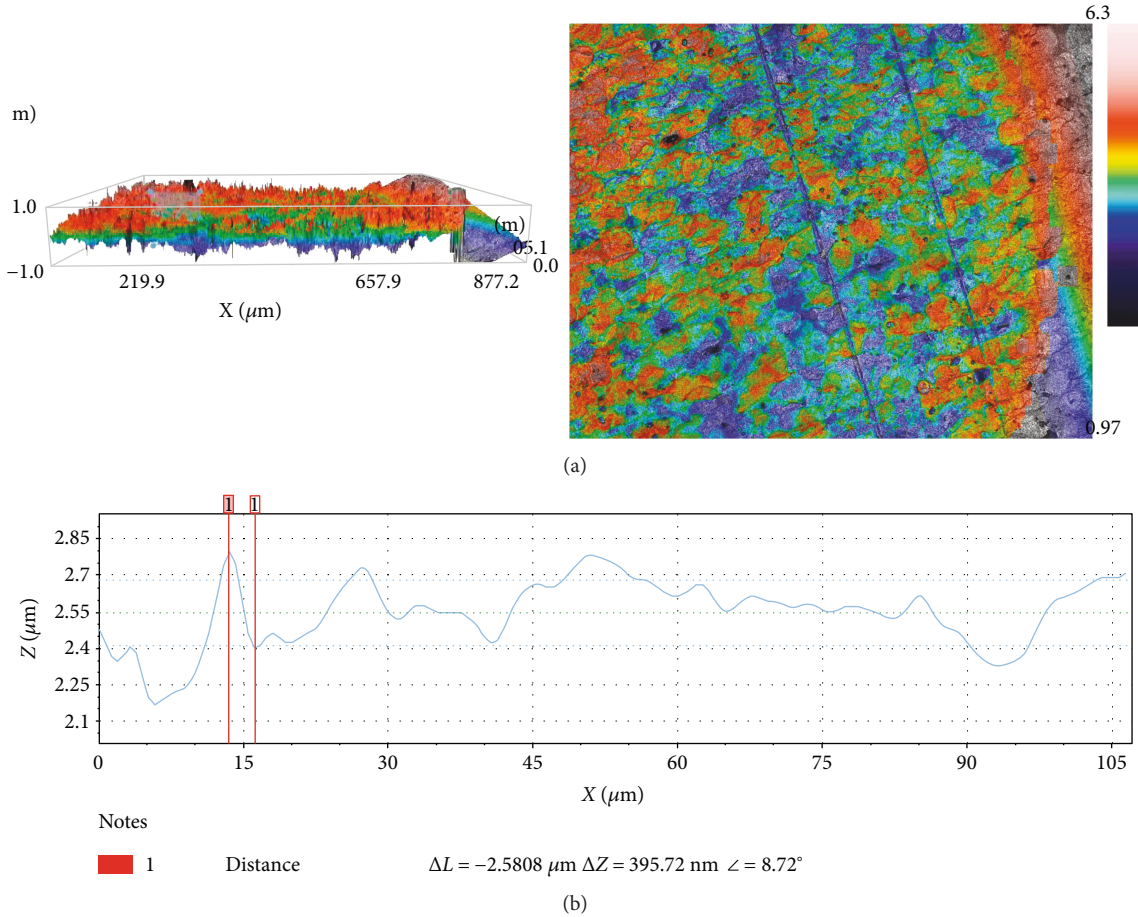 6.3
m)
1.0
(m)
05.1
−1.0
0.0
219.9
657.9
877.2
X (μm)
0.97
(a)
1 1
2.85
2.7
2.55
2.4
2.25
2.1
Z (μm)
0 15 30 45 60 75 90 105
X (μm)
Notes
1 Distance ΔL = −2.5808 μm ΔZ = 395.72 nm ∠ = 8.72°
(b)